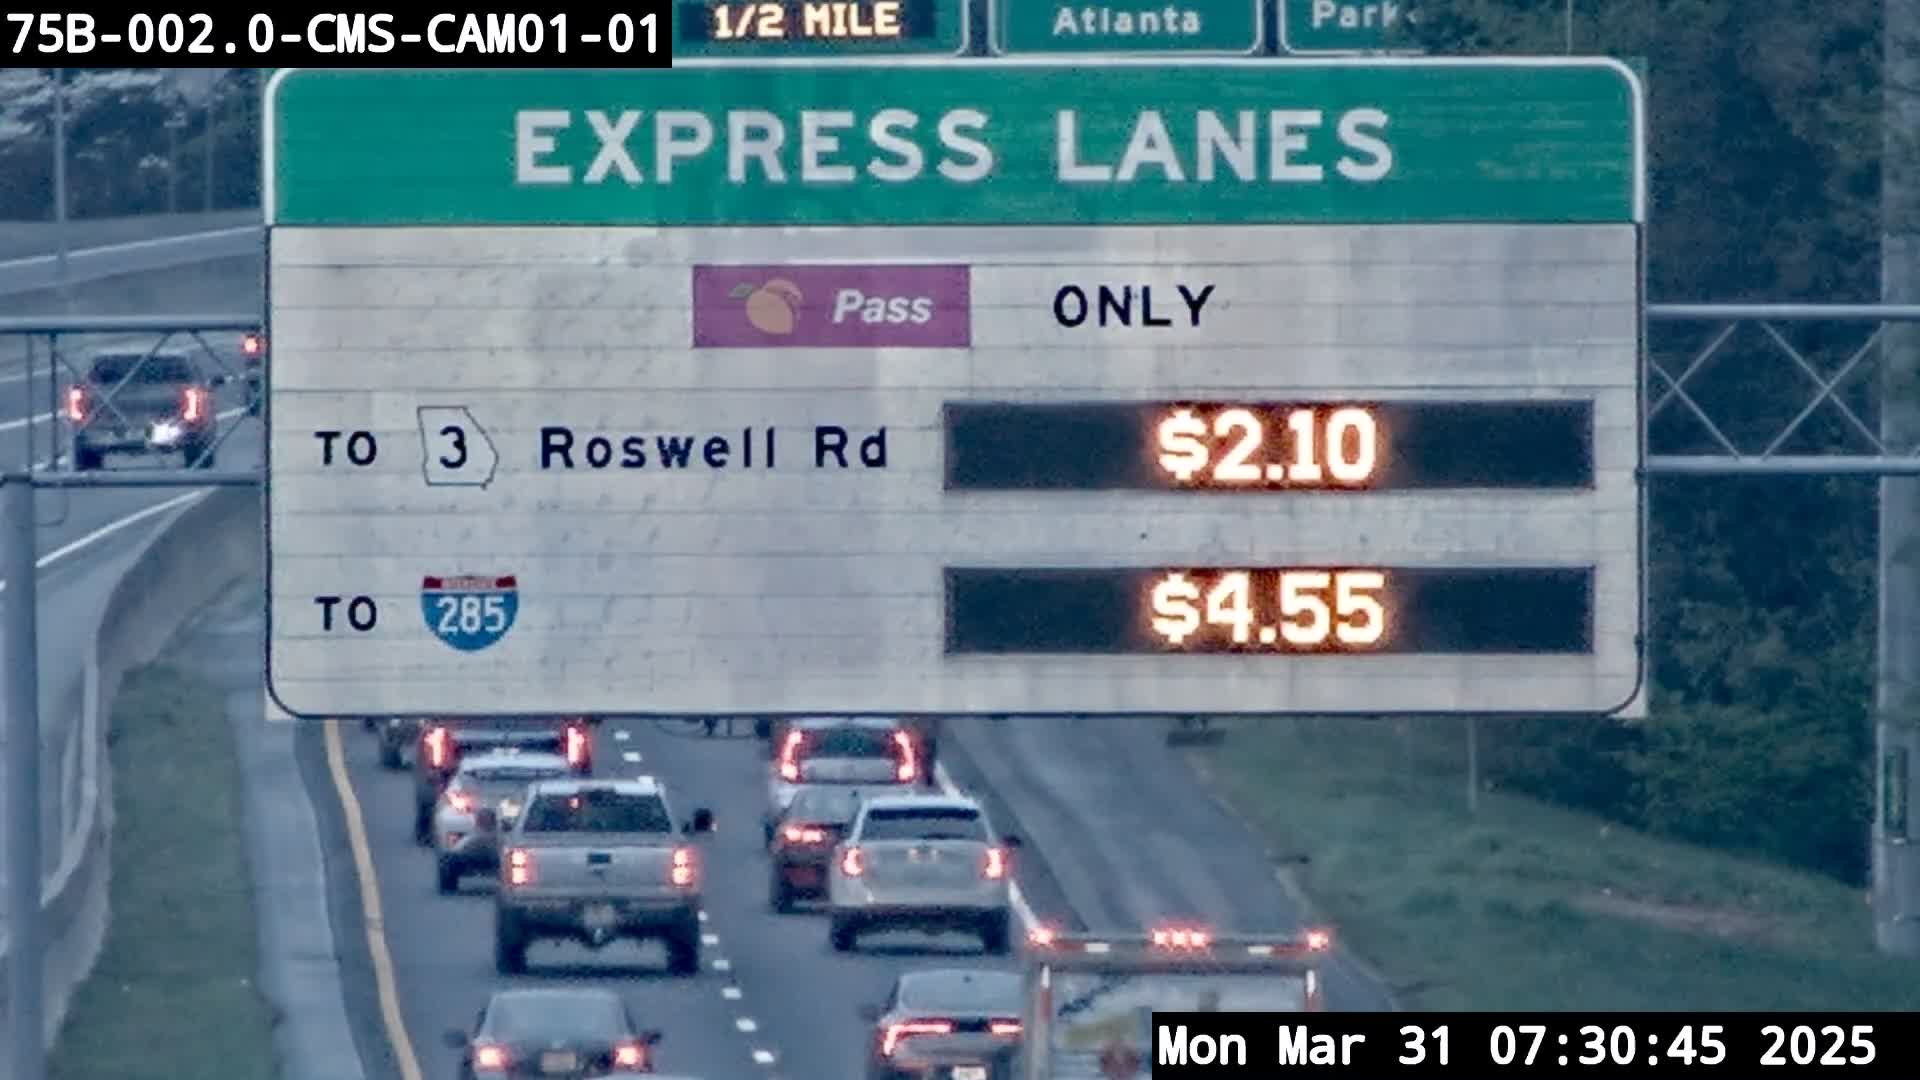 75B-002.0-CMS-CAM01-01
1/2 MILE
Atlanta
Park
EXPRESS LANES
Pass ONLY
TO 3 Roswell Rd $2.10
TO 285 $4.55
Mon Mar 31 07:30:45 2025